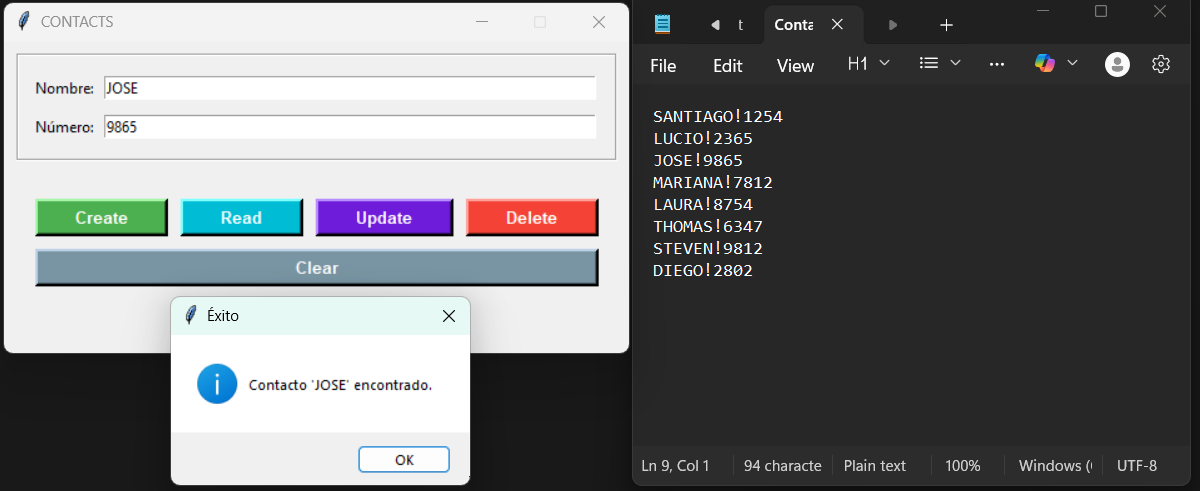 CONTACTS
Nombre: JOSE
Número: 9865
Create Read Update Delete
Clear
Éxito
Contacto 'JOSE' encontrado.
OK
t Conta
File Edit View H1
SANTIAGO!1254
LUCIO!2365
JOSE!9865
MARIANA!7812
LAURA!8754
THOMAS!6347
STEVEN!9812
DIEGO!2802
Ln 9, Col 1 94 characte Plain text 100% Windows ( UTF-8